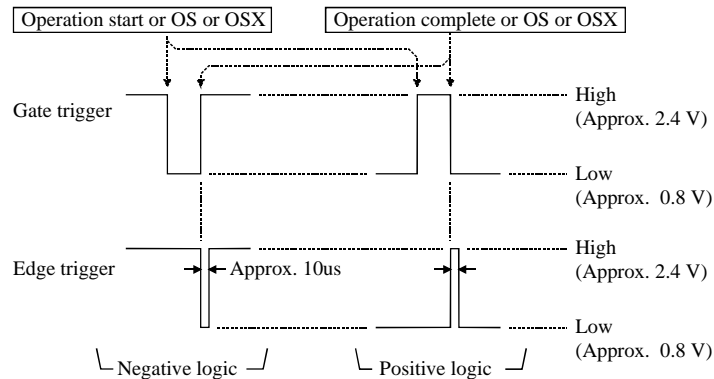 Operation start or OS or OSX
Operation complete or OS or OSX
Gate trigger
High
(Approx. 2.4 V)
Low
(Approx. 0.8 V)
Edge trigger
Approx. 10us
High
(Approx. 2.4 V)
Low
(Approx. 0.8 V)
Negative logic
Positive logic